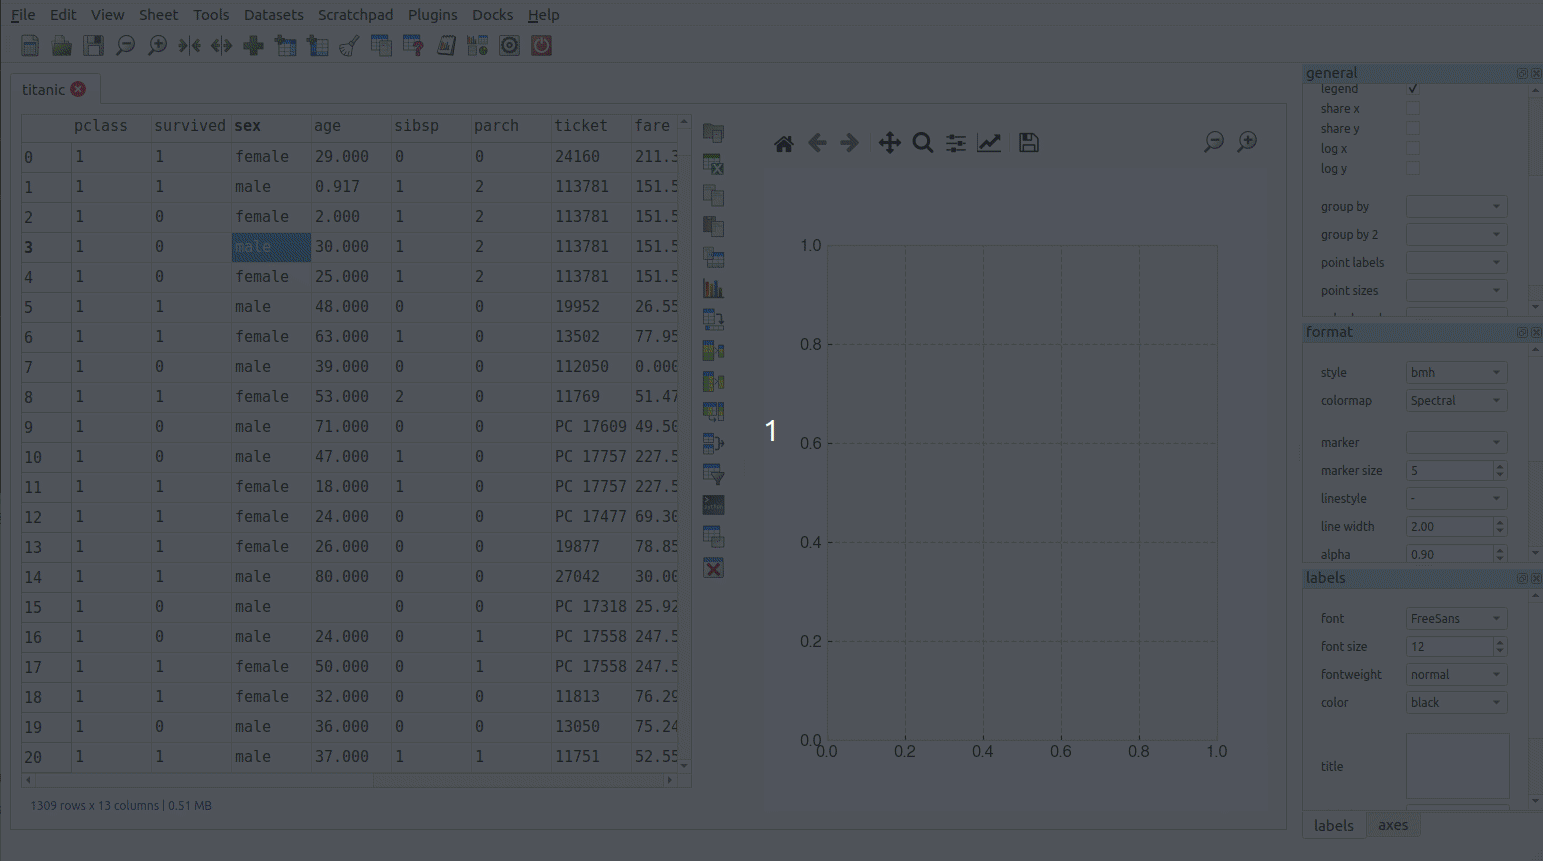 File Edit View Sheet Tools Datasets Scratchpad Plugins Docks Help
titanic
pclass survived sex age sibsp parch ticket fare
0 1 1 female 29.000 0 0 24160 211.3
1 1 1 male 0.917 1 2 113781 151.5
2 1 0 female 2.000 1 2 113781 151.5
3 1 0 male 30.000 1 2 113781 151.5
4 1 0 female 25.000 1 2 113781 151.5
5 1 1 male 48.000 0 0 19952 26.55
6 1 1 female 63.000 1 0 13502 77.95
7 1 0 male 39.000 0 0 112050 0.000
8 1 1 female 53.000 2 0 11769 51.47
9 1 0 male 71.000 0 0 PC 17609 49.50
10 1 0 male 47.000 1 0 PC 17757 227.5
11 1 1 female 18.000 1 0 PC 17757 227.5
12 1 1 female 24.000 0 0 PC 17477 69.30
13 1 1 female 26.000 0 0 19877 78.85
14 1 1 male 80.000 0 0 27042 30.00
15 1 0 male 0 0 PC 17318 25.92
16 1 0 male 24.000 0 1 PC 17558 247.5
17 1 1 female 50.000 0 1 PC 17558 247.5
18 1 1 female 32.000 0 0 11813 76.29
19 1 0 male 36.000 0 0 13050 75.24
20 1 1 male 37.000 1 1 11751 52.55
1309 rows x 13 columns | 0.51 MB
1
1.0
0.8
0.6
0.4
0.2
0.0
0.0 0.2 0.4 0.6 0.8 1.0
general
legend
share x
share y
log x
log y
group by
group by 2
point labels
point sizes
format
style bmh
colormap Spectral
marker
marker size 5
linestyle -
line width 2.00
alpha 0.90
labels
font FreeSans
font size 12
fontweight normal
color black
title
labels axes